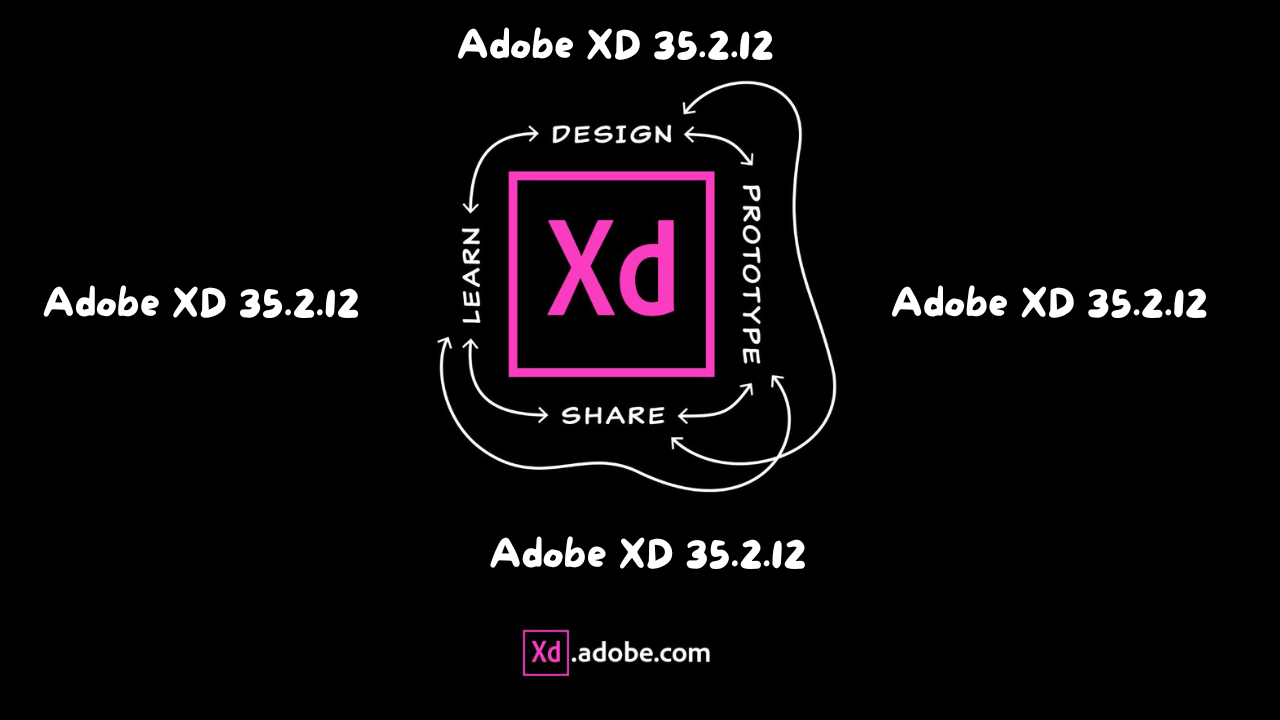 Adobe XD 35.2.12
DESIGN
PROTOTYPE
LEARN
Xd
Adobe XD 35.2.12
Adobe XD 35.2.12
SHARE
Adobe XD 35.2.12
Xd.adobe.com